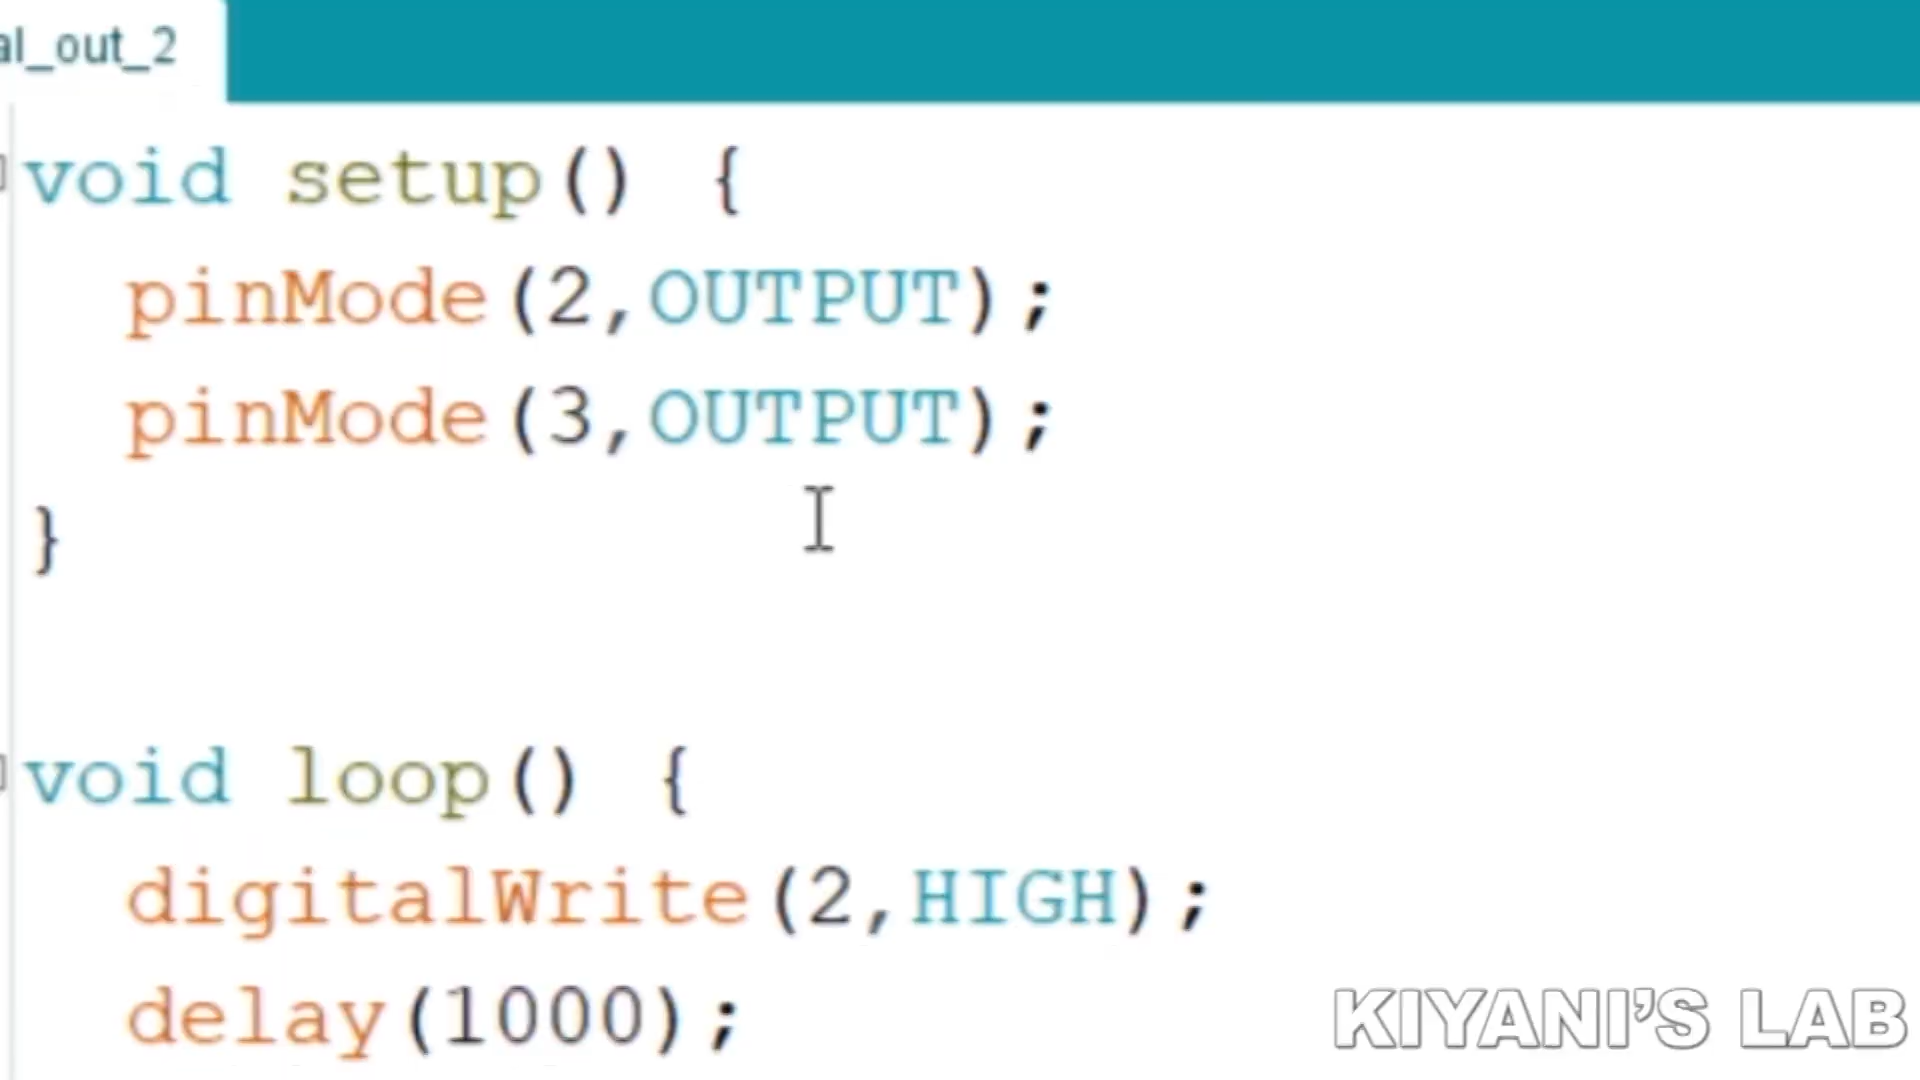 al_out_2
void setup() {
pinMode(2,OUTPUT);
pinMode(3,OUTPUT);
}
void loop() {
digitalWrite(2,HIGH);
delay(1000);
KIYANI'S LAB